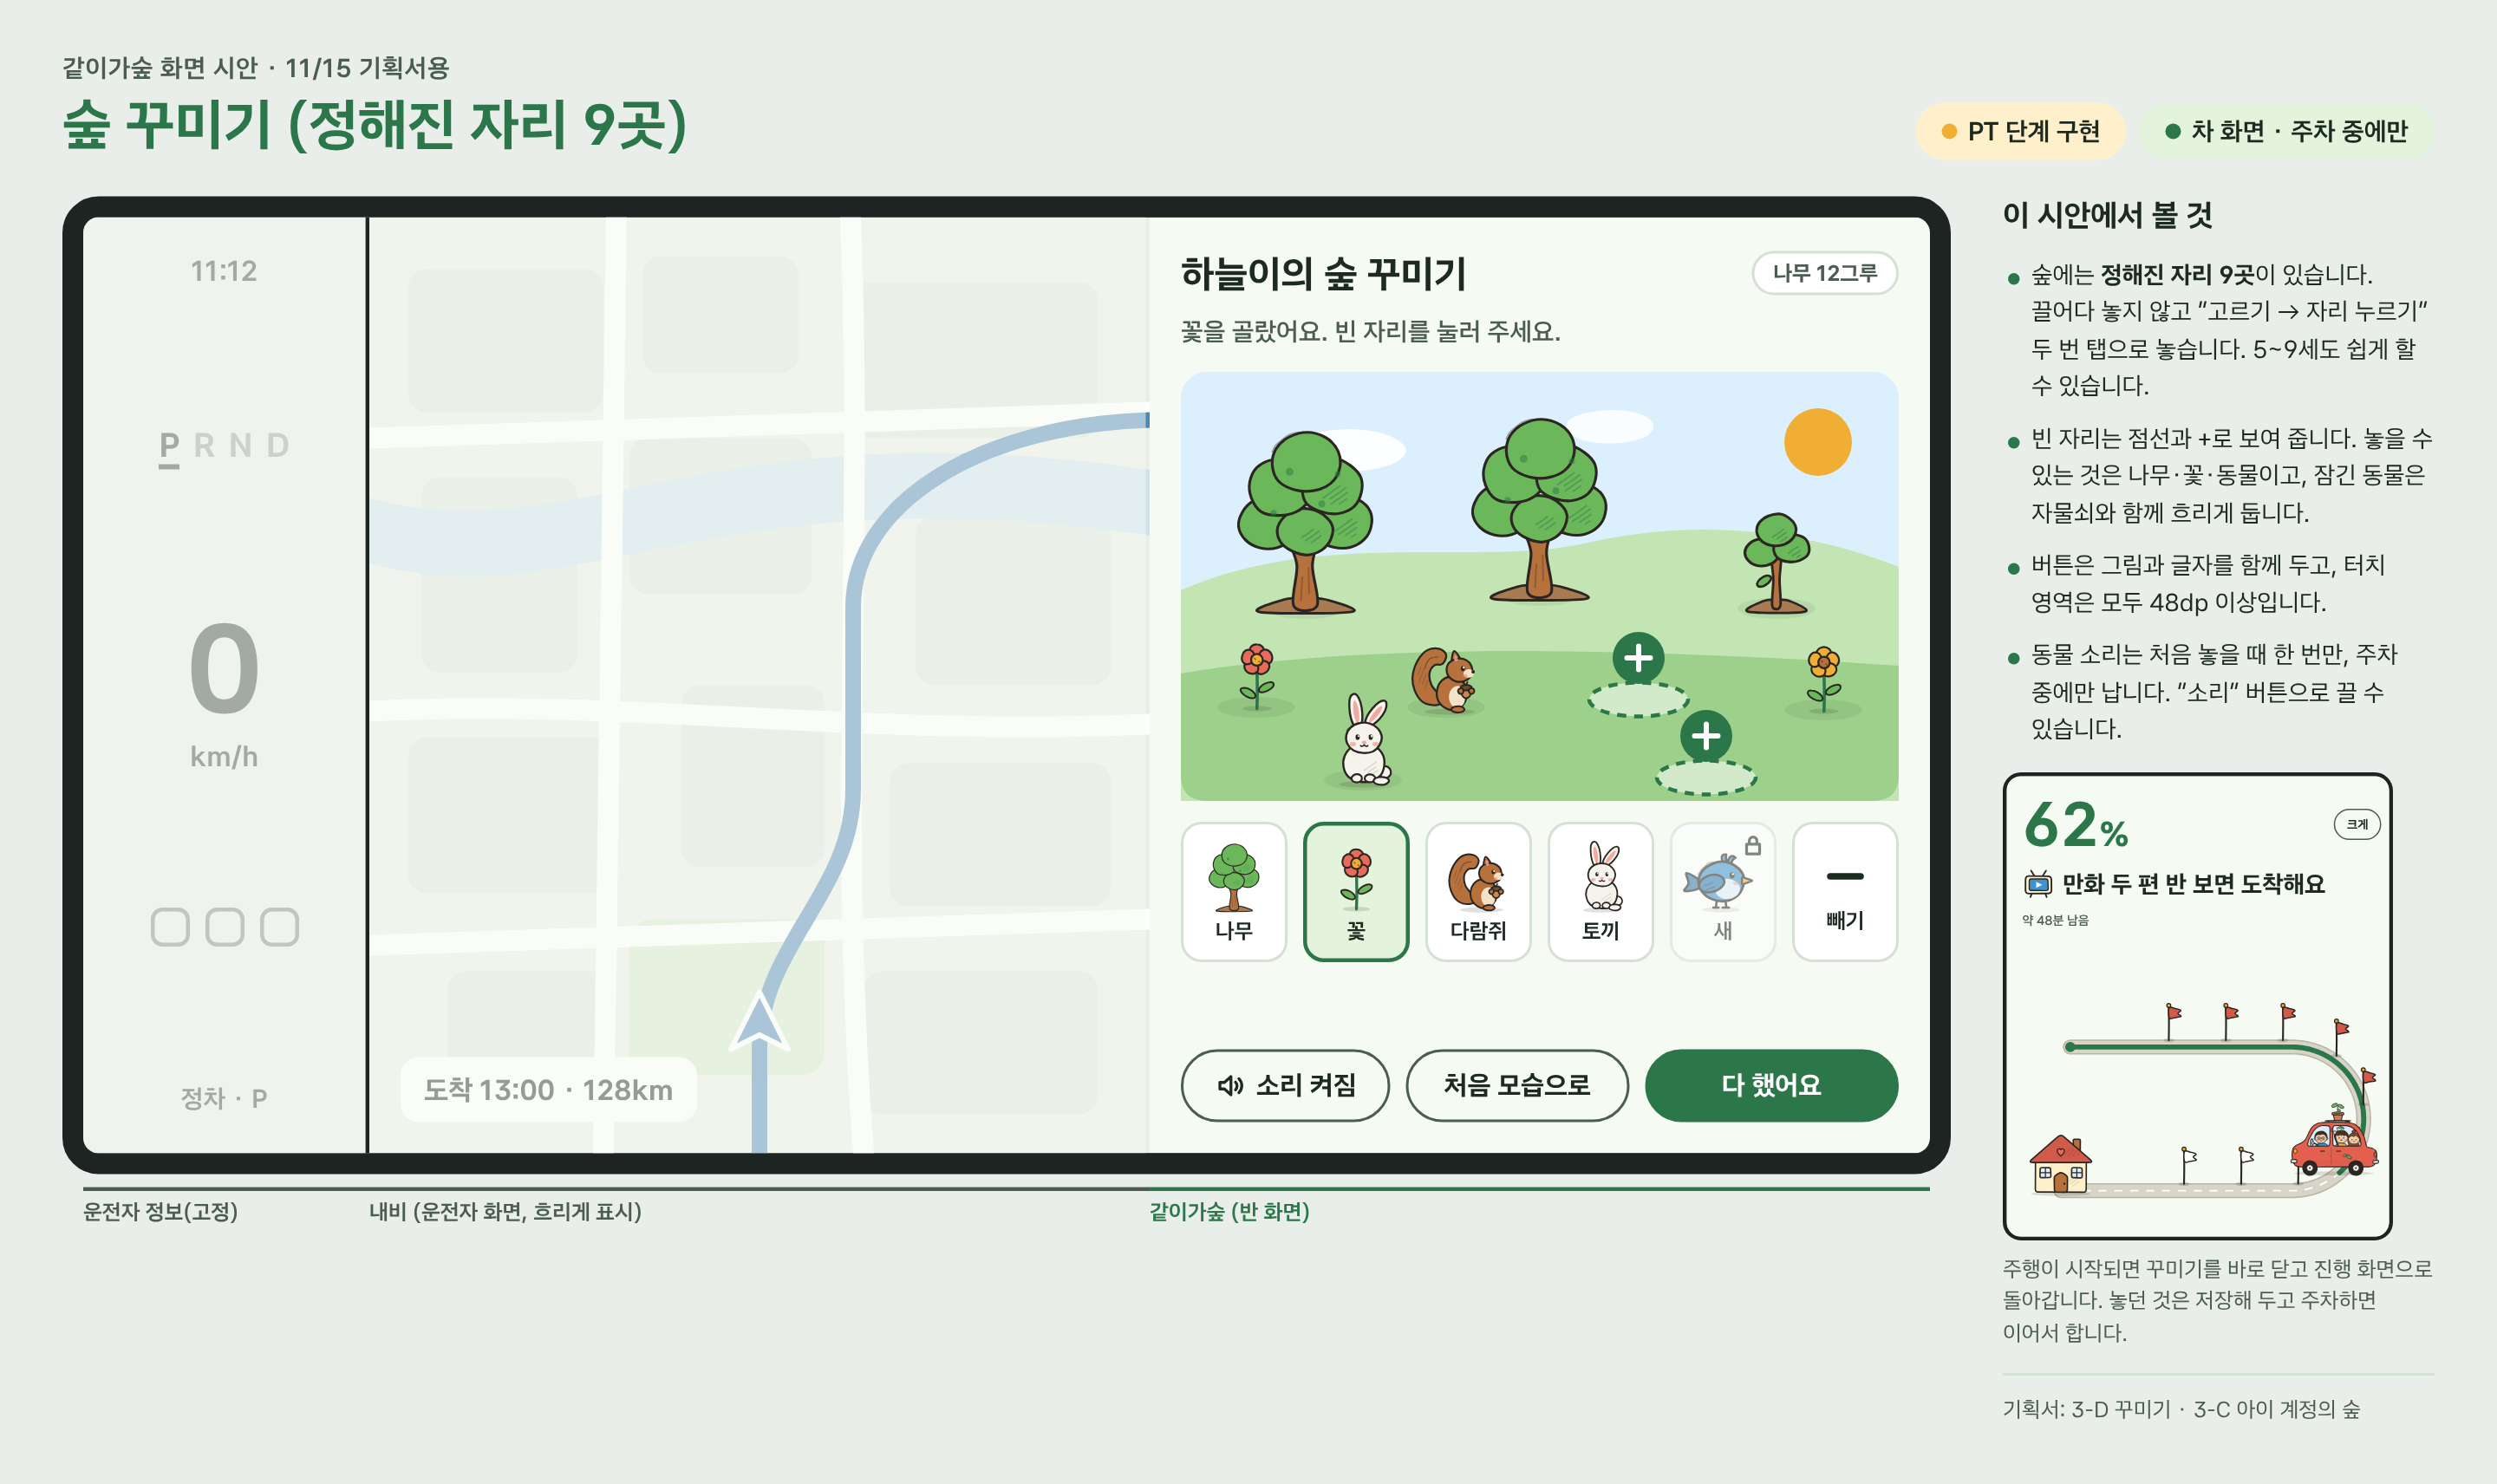 같이가숲 화면 시안 · 11/15 기획서용
숲 꾸미기 (정해진 자리 9곳)
PT 단계 구현
차 화면 · 주차 중에만
11:12
P R N D
0
km/h
정차 · P
도착 13:00 · 128km
하늘이의 숲 꾸미기
나무 12그루
꽃을 골랐어요. 빈 자리를 눌러 주세요.
나무
꽃
다람쥐
토끼
새
빼기
소리 켜짐
처음 모습으로
다 했어요
운전자 정보(고정)
내비 (운전자 화면, 흐리게 표시)
같이가숲 (반 화면)
이 시안에서 볼 것
숲에는 정해진 자리 9곳이 있습니다.
끌어다 놓지 않고 "고르기 → 자리 누르기"
두 번 탭으로 놓습니다. 5~9세도 쉽게 할
수 있습니다.
빈 자리는 점선과 +로 보여 줍니다. 놓을 수
있는 것은 나무·꽃·동물이고, 잠긴 동물은
자물쇠와 함께 흐리게 둡니다.
버튼은 그림과 글자를 함께 두고, 터치
영역은 모두 48dp 이상입니다.
동물 소리는 처음 놓을 때 한 번만, 주차
중에만 납니다. "소리" 버튼으로 끌 수
있습니다.
62%
크게
만화 두 편 반 보면 도착해요
약 48분 남음
주행이 시작되면 꾸미기를 바로 닫고 진행 화면으로
돌아갑니다. 놓던 것은 저장해 두고 주차하면
이어서 합니다.
기획서: 3-D 꾸미기 · 3-C 아이 계정의 숲